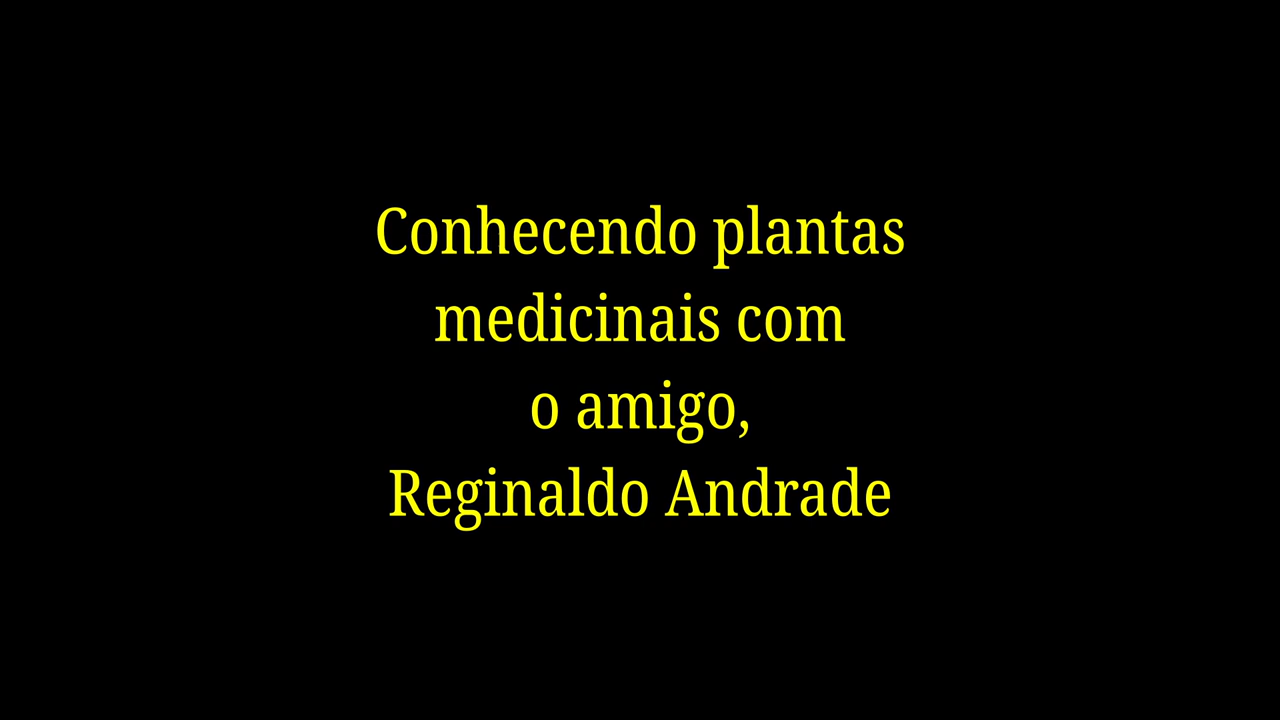 Conhecendo plantas
medicinais com
o amigo,
Reginaldo Andrade